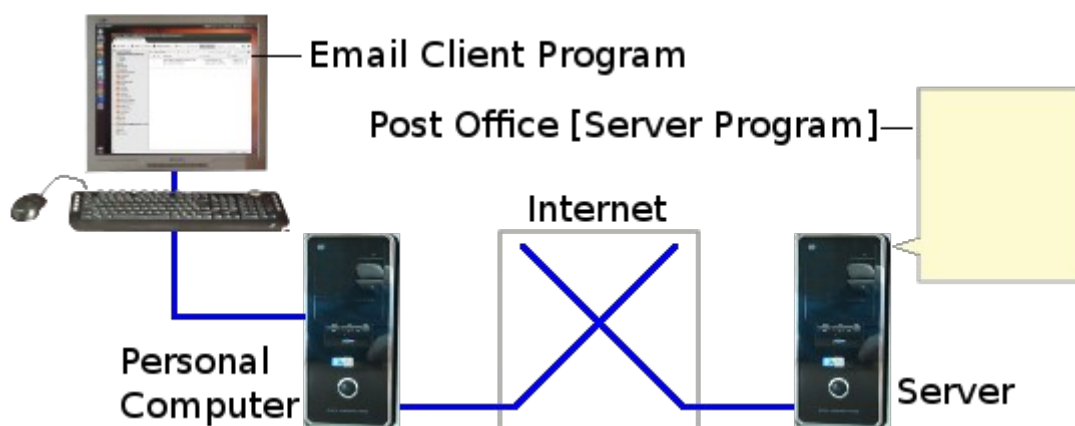 Email Client Program
Post Office [Server Program]
Internet
Personal
Computer
Server